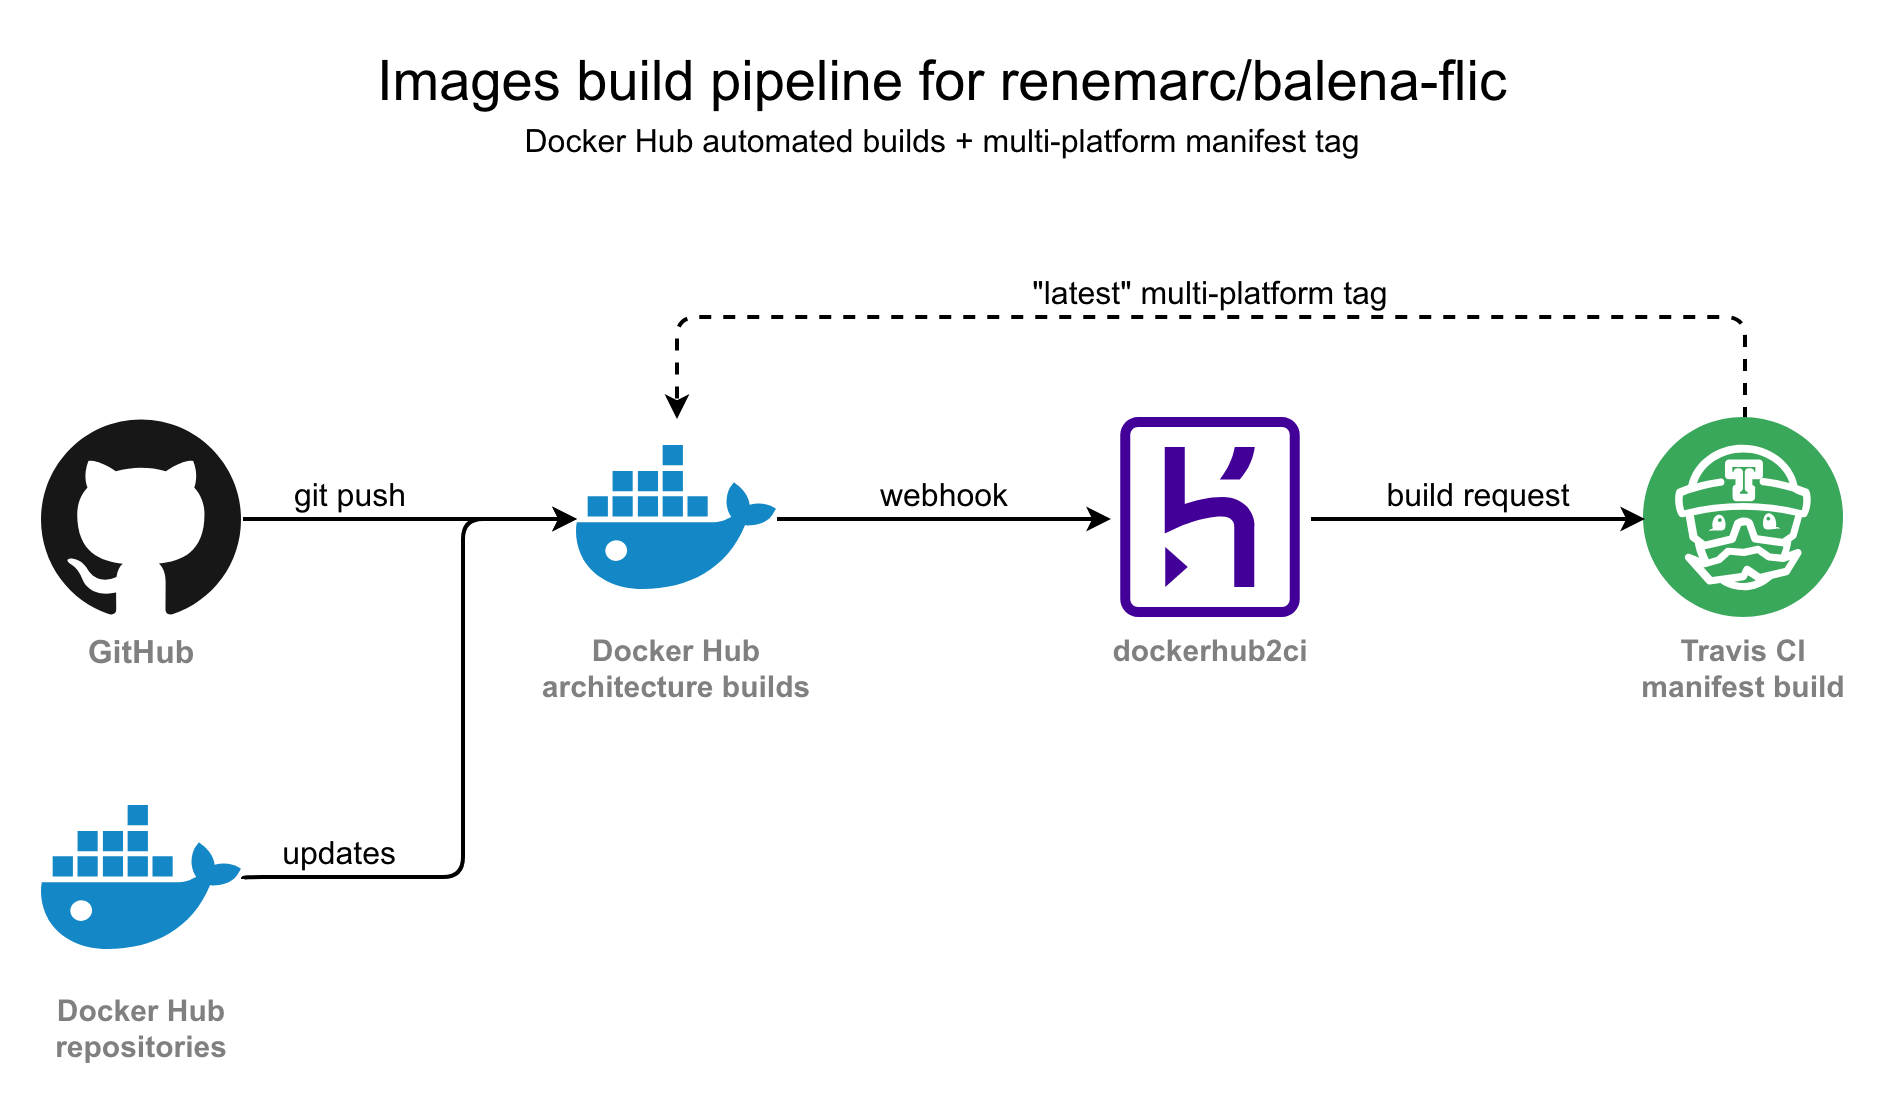 Images build pipeline for renemarc/balena-flic
Docker Hub automated builds + multi-platform manifest tag
"latest" multi-platform tag
git push
webhook
build request
GitHub
Docker Hub
architecture builds
dockerhub2ci
Travis CI
manifest build
updates
Docker Hub
repositories